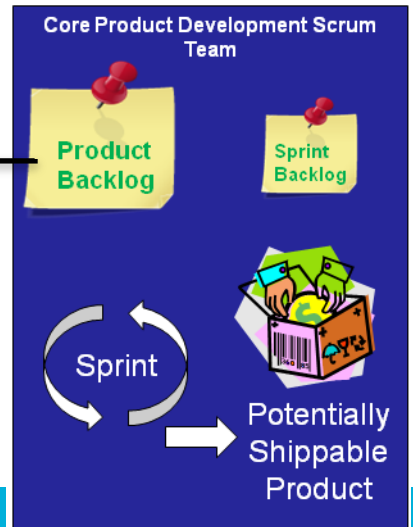 Core Product Development Scrum
Team
Product
Backlog
Sprint
Backlog
Sprint
Potentially
Shippable
Product